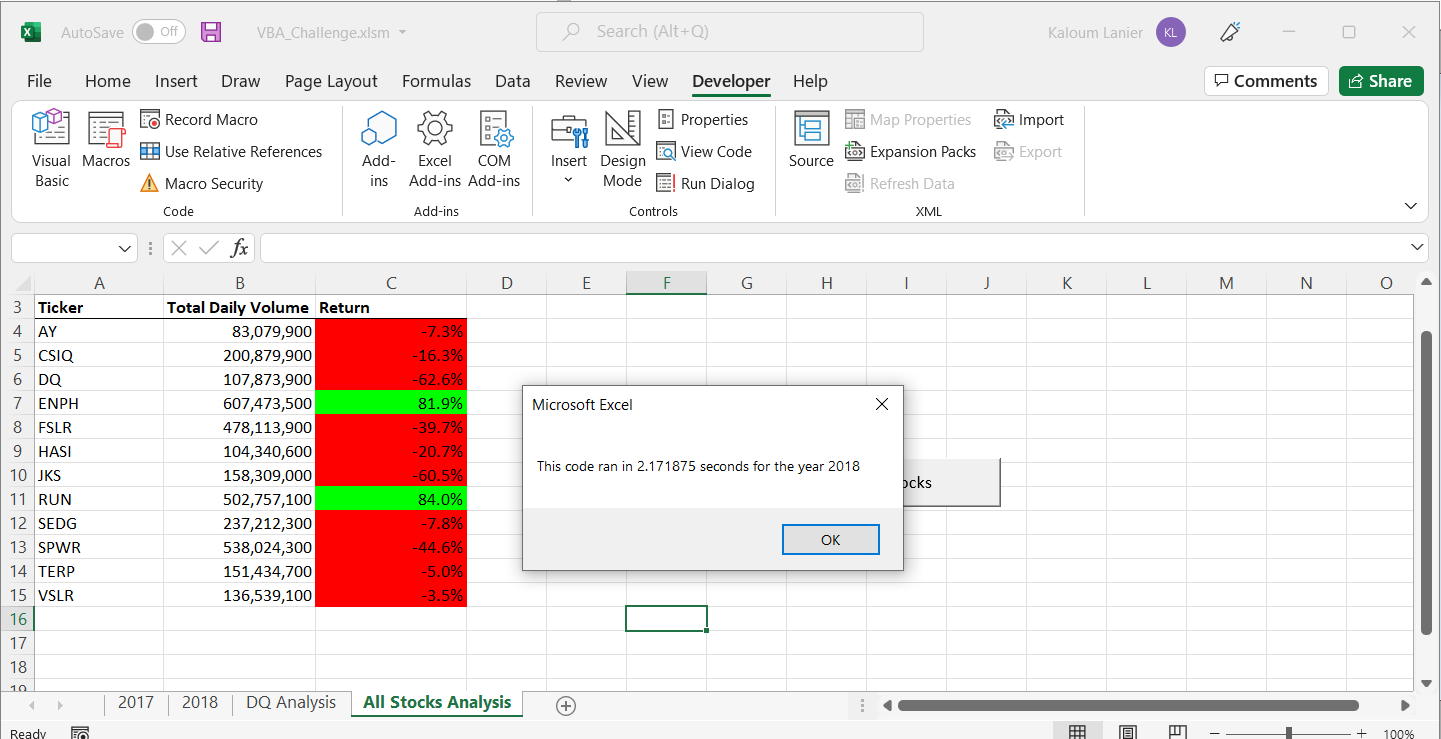 AutoSave Off VBA_Challenge.xlsm Search (Alt+Q) Kaloum Lanier KL
File Home Insert Draw Page Layout Formulas Data Review View Developer Help Comments Share
Visual Basic
Macros
Record Macro
Use Relative References
Macro Security
Code
Add-ins
Excel Add-ins
COM Add-ins
Add-ins
Insert
Design Mode
Properties
View Code
Run Dialog
Controls
Source
Map Properties
Expansion Packs
Refresh Data
Import
Export
XML
fx
A B C D E F G H I J K L M N O
3 Ticker Total Daily Volume Return
4 AY 83,079,900 -7.3%
5 CSIQ 200,879,900 -16.3%
6 DQ 107,873,900 -62.6%
7 ENPH 607,473,500 81.9%
8 FSLR 478,113,900 -39.7%
9 HASI 104,340,600 -20.7%
10 JKS 158,309,000 -60.5%
11 RUN 502,757,100 84.0%
12 SEDG 237,212,300 -7.8%
13 SPWR 538,024,300 -44.6%
14 TERP 151,434,700 -5.0%
15 VSLR 136,539,100 -3.5%
16
17
18
19
Microsoft Excel
This code ran in 2.171875 seconds for the year 2018
OK
ocks
2017 2018 DQ Analysis All Stocks Analysis
Ready 100%